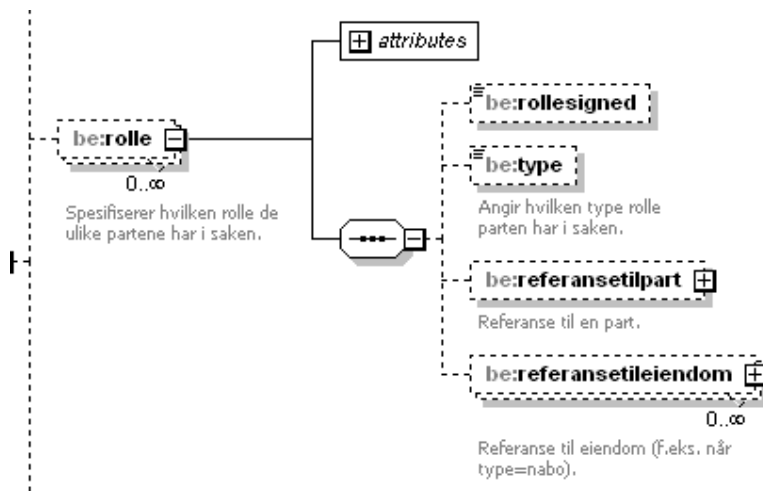 attributes
be:rollesigned
be:rolle
0..∞
Spesifiserer hvilken rolle de
ulike partene har i saken.
be:type
Angir hvilken type rolle
parten har i saken.
be:referansetilpart
Referanse til en part.
be:referansetileiendom
0..∞
Referanse til eiendom (f.eks. når
type=nabo).